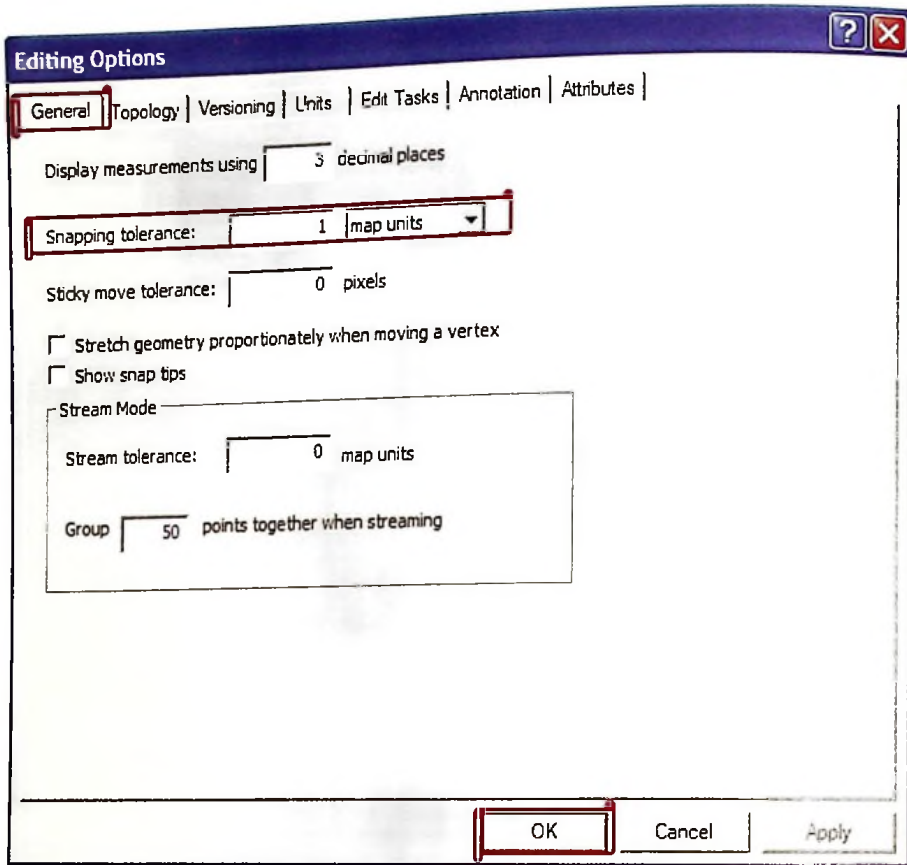 Editing Options
General Topology Versioning Units Edit Tasks Annotation Attributes
Display measurements using 3 decimal places
Snapping tolerance: 1 map units
Sticky move tolerance: 0 pixels
Stretch geometry proportionately when moving a vertex
Show snap tips
Stream Mode
Stream tolerance: 0 map units
Group 50 points together when streaming
OK Cancel Apply